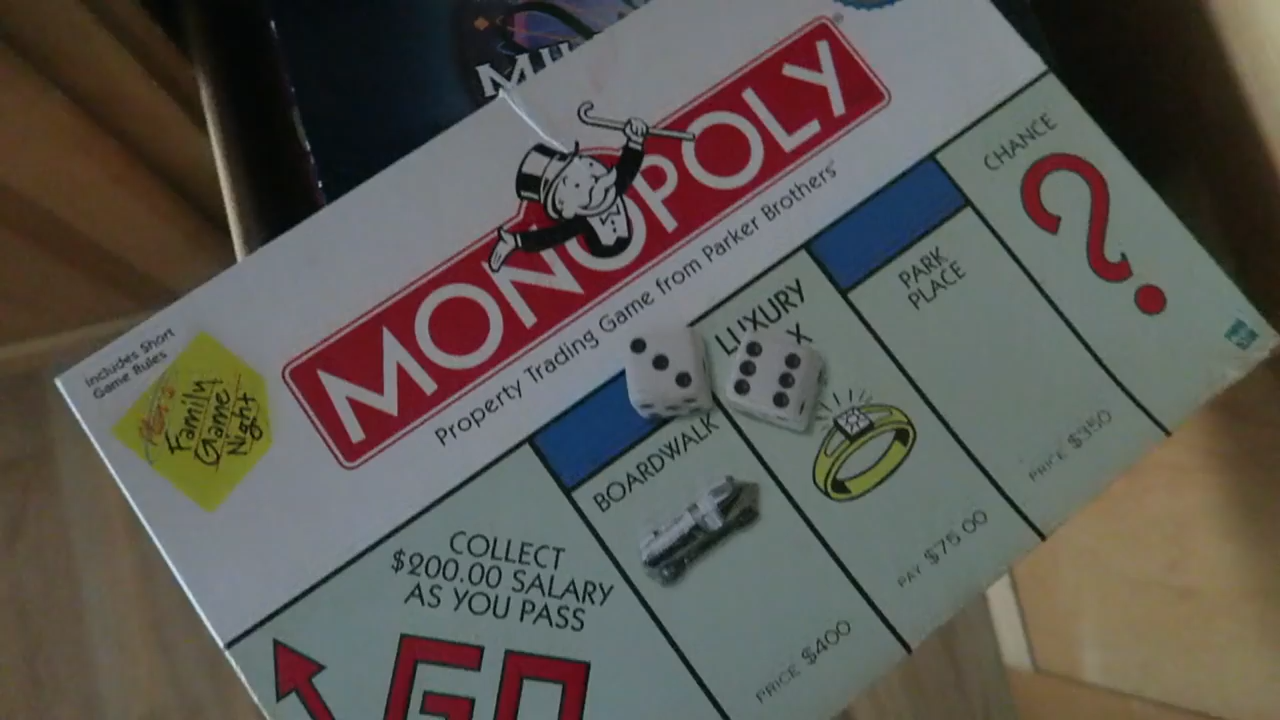 MONOPOLY
Property Trading Game from Parker Brothers
Includes Short
Game Rules
Family
Game
Night
CHANCE
PARK
PLACE
PRICE $350
LUXURY
PAY $75.00
BOARDWALK
PRICE $400
COLLECT
$200.00 SALARY
AS YOU PASS
GO